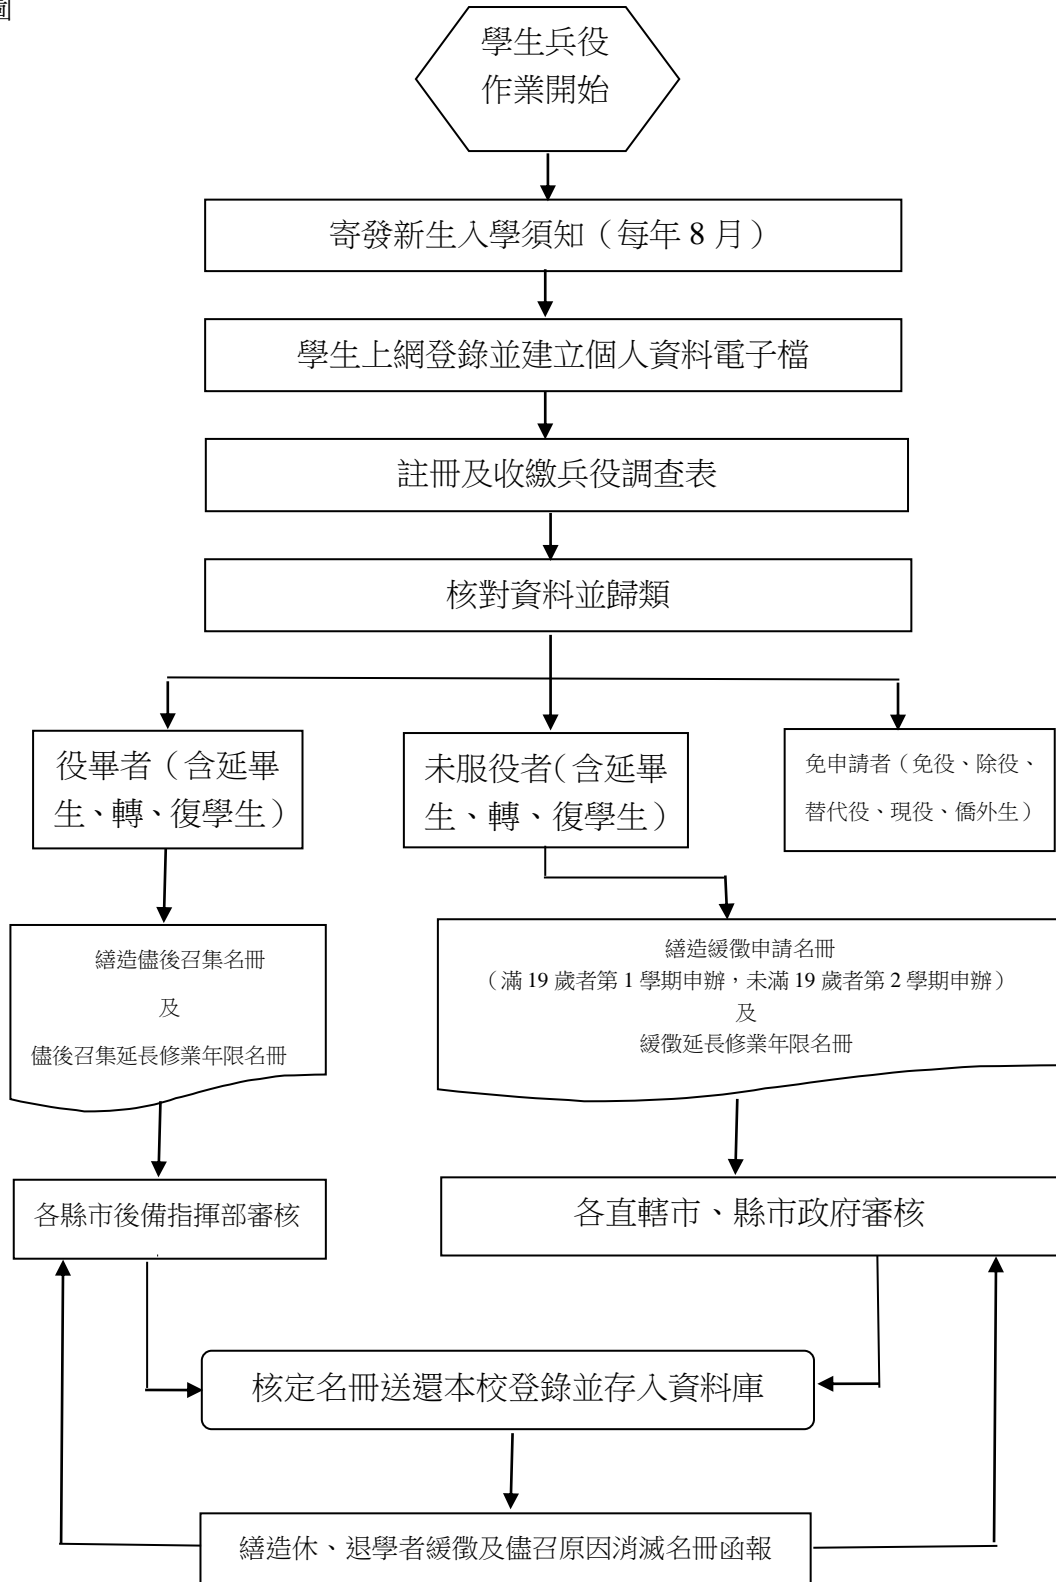 圖
學生兵役
作業開始
寄發新生入學須知（每年 8 月）
學生上網登錄並建立個人資料電子檔
註冊及收繳兵役調查表
核對資料並歸類
役畢者（含延畢
生、轉、復學生）
未服役者（含延畢
生、轉、復學生）
免申請者（免役、除役、
替代役、現役、僑外生）
繕造儘後召集名冊
及
儘後召集延長修業年限名冊
繕造緩徵申請名冊
（滿 19 歲者第 1 學期申辦，未滿 19 歲者第 2 學期申辦）
及
緩徵延長修業年限名冊
各縣市後備指揮部審核
各直轄市、縣市政府審核
核定名冊送還本校登錄並存入資料庫
繕造休、退學者緩徵及儘召原因消滅名冊函報